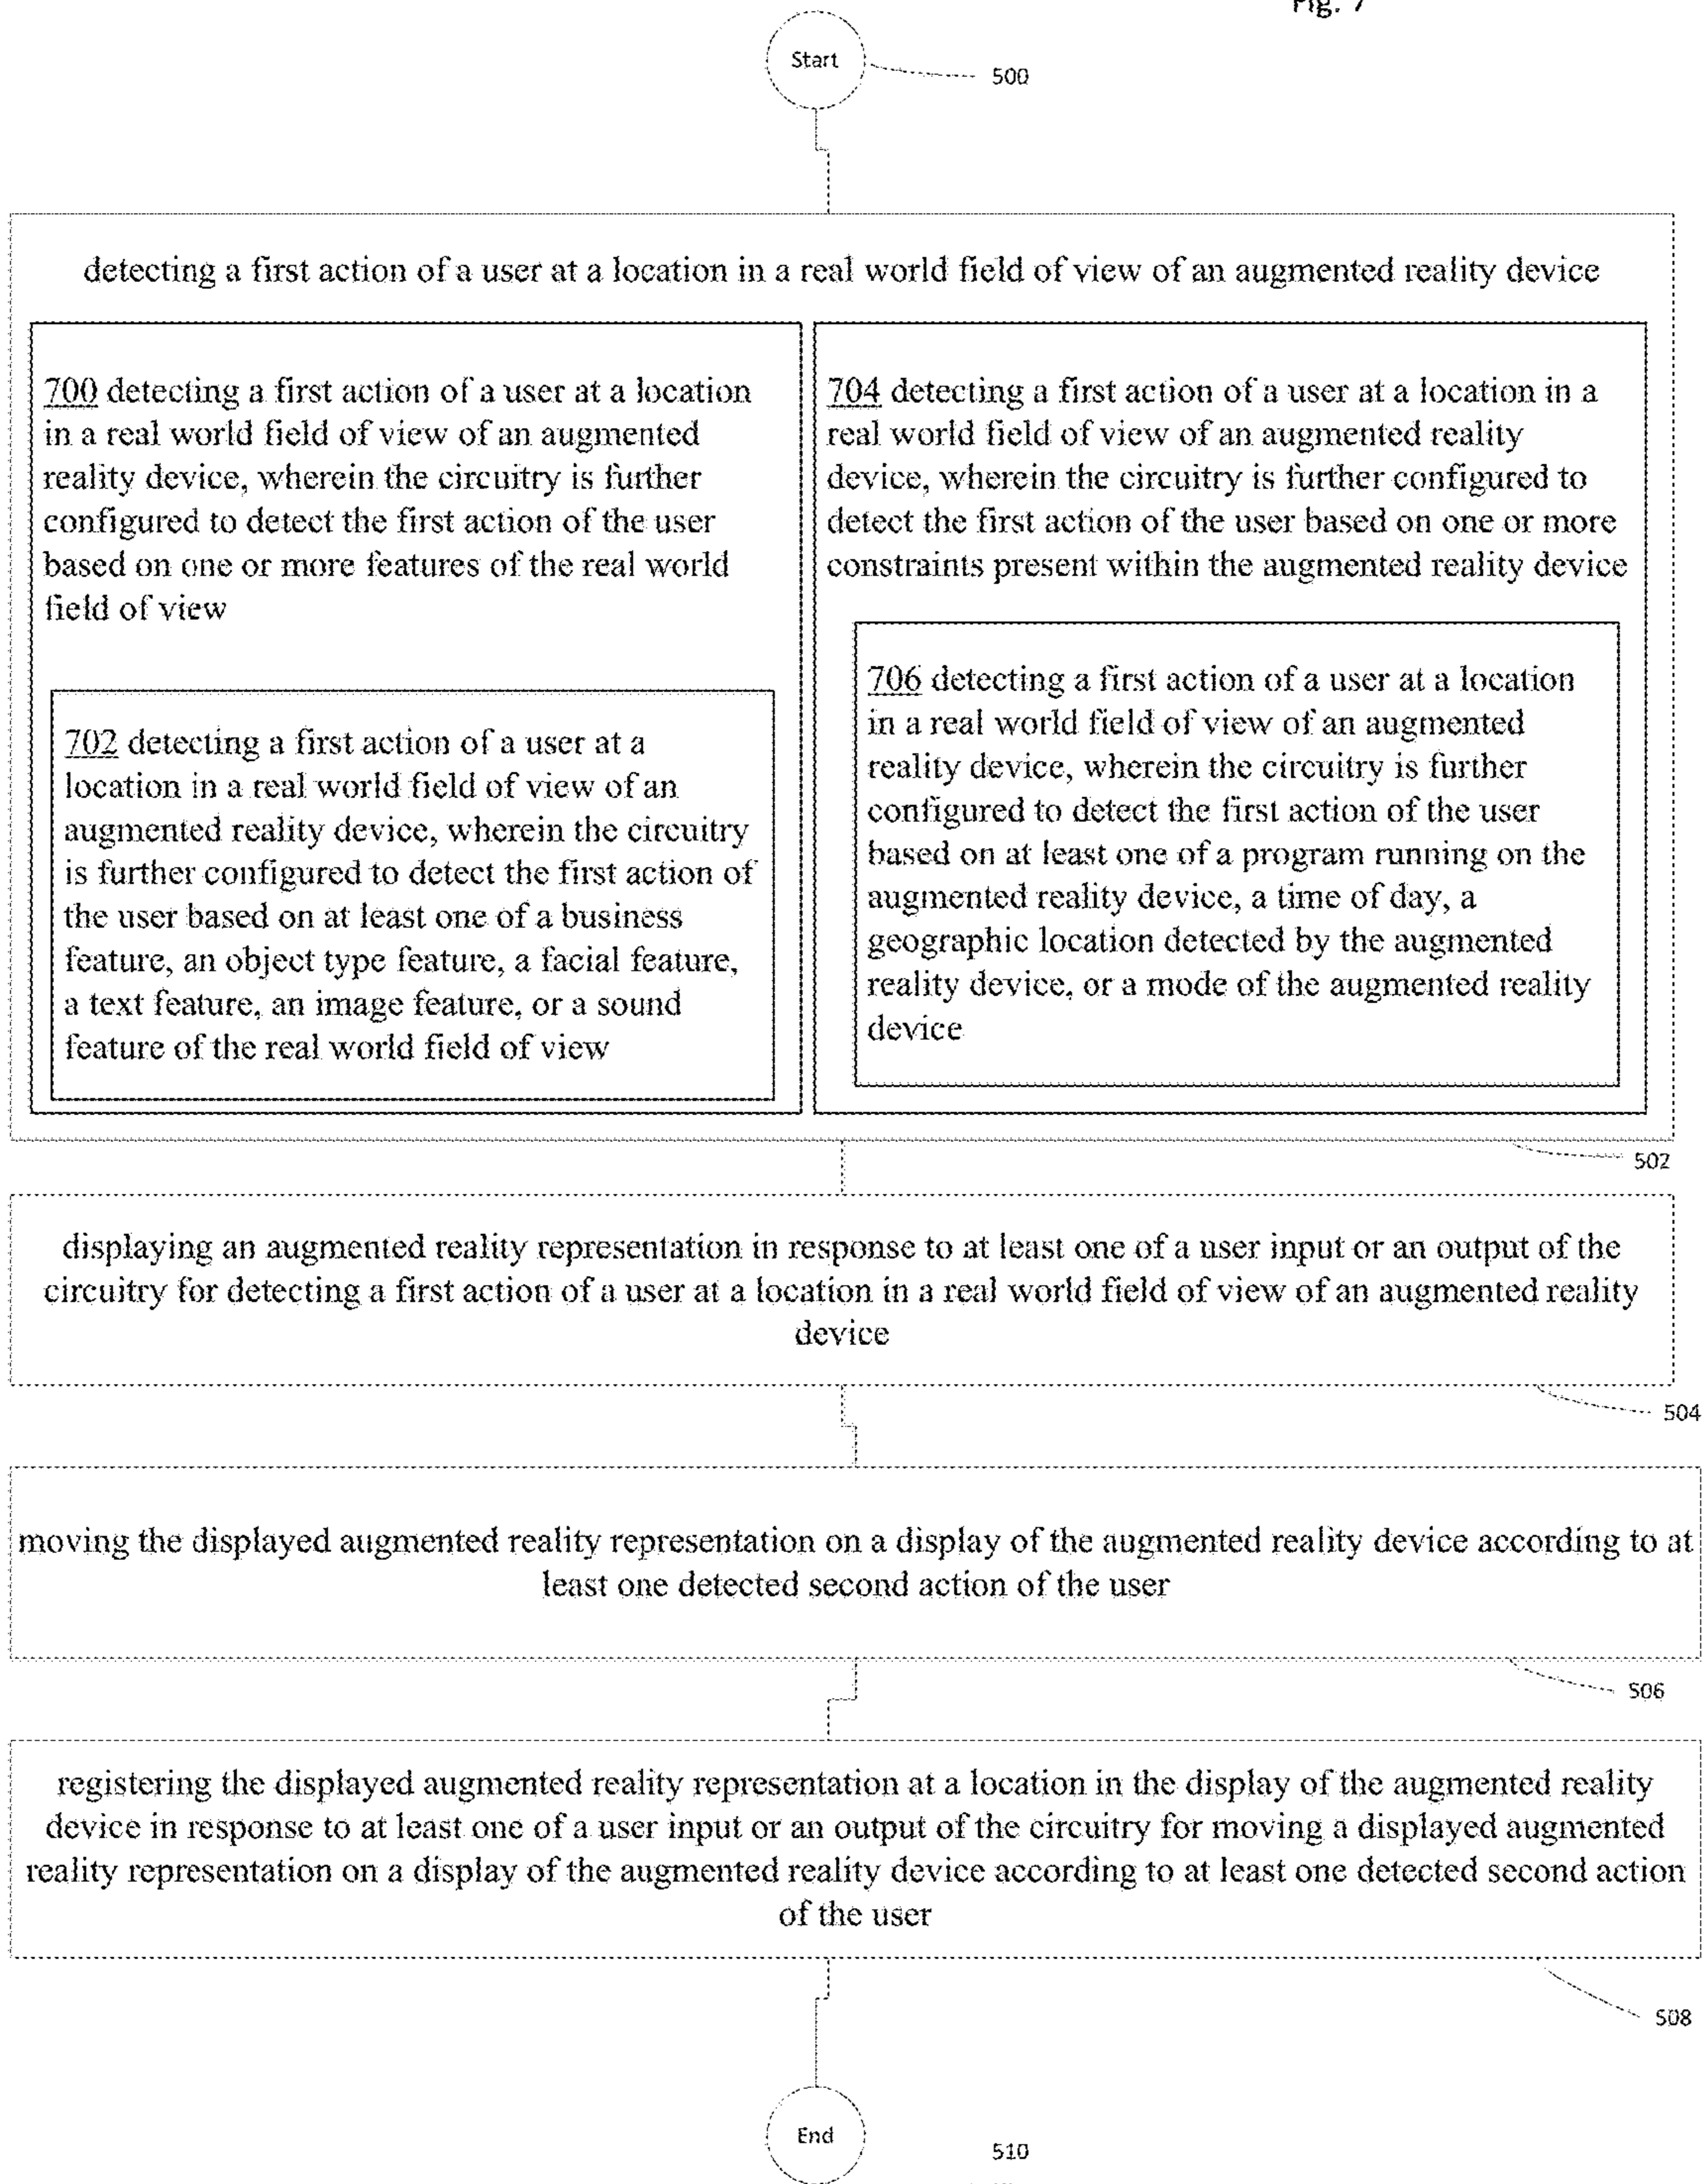 Fig. 7
Start
500
detecting a first action of a user at a location in a real world field of view of an augmented reality device
700 detecting a first action of a user at a location
in a real world field of view of an augmented
reality device, wherein the circuitry is further
configured to detect the first action of the user
based on one or more features of the real world
field of view
702 detecting a first action of a user at a
location in a real world field of view of an
augmented reality device, wherein the circuitry
is further configured to detect the first action of
the user based on at least one of a business
feature, an object type feature, a facial feature,
a text feature, an image feature, or a sound
feature of the real world field of view
704 detecting a first action of a user at a location in a
real world field of view of an augmented reality
device, wherein the circuitry is further configured to
detect the first action of the user based on one or more
constraints present within the augmented reality device
706 detecting a first action of a user at a location
in a real world field of view of an augmented
reality device, wherein the circuitry is further
configured to detect the first action of the user
based on at least one of a program running on the
augmented reality device, a time of day, a
geographic location detected by the augmented
reality device, or a mode of the augmented reality
device
502
displaying an augmented reality representation in response to at least one of a user input or an output of the
circuitry for detecting a first action of a user at a location in a real world field of view of an augmented reality
device
504
moving the displayed augmented reality representation on a display of the augmented reality device according to at
least one detected second action of the user
506
registering the displayed augmented reality representation at a location in the display of the augmented reality
device in response to at least one of a user input or an output of the circuitry for moving a displayed augmented
reality representation on a display of the augmented reality device according to at least one detected second action
of the user
508
End
510